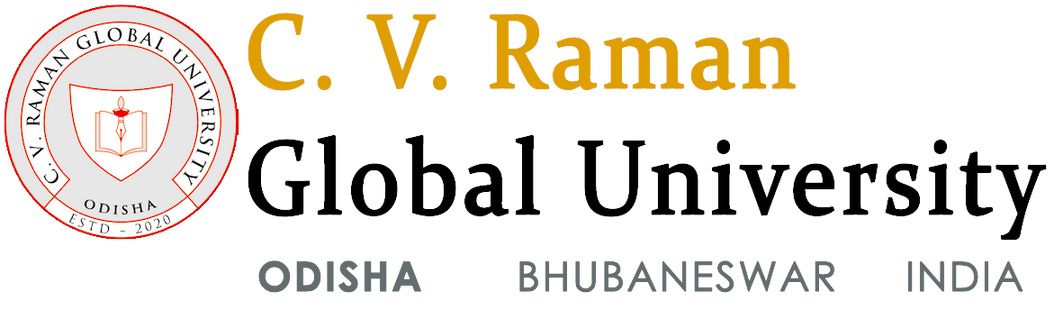 C. V. RAMAN GLOBAL UNIVERSITY
ODISHA
ESTD - 2020
C. V. Raman
Global University
ODISHA BHUBANESWAR INDIA